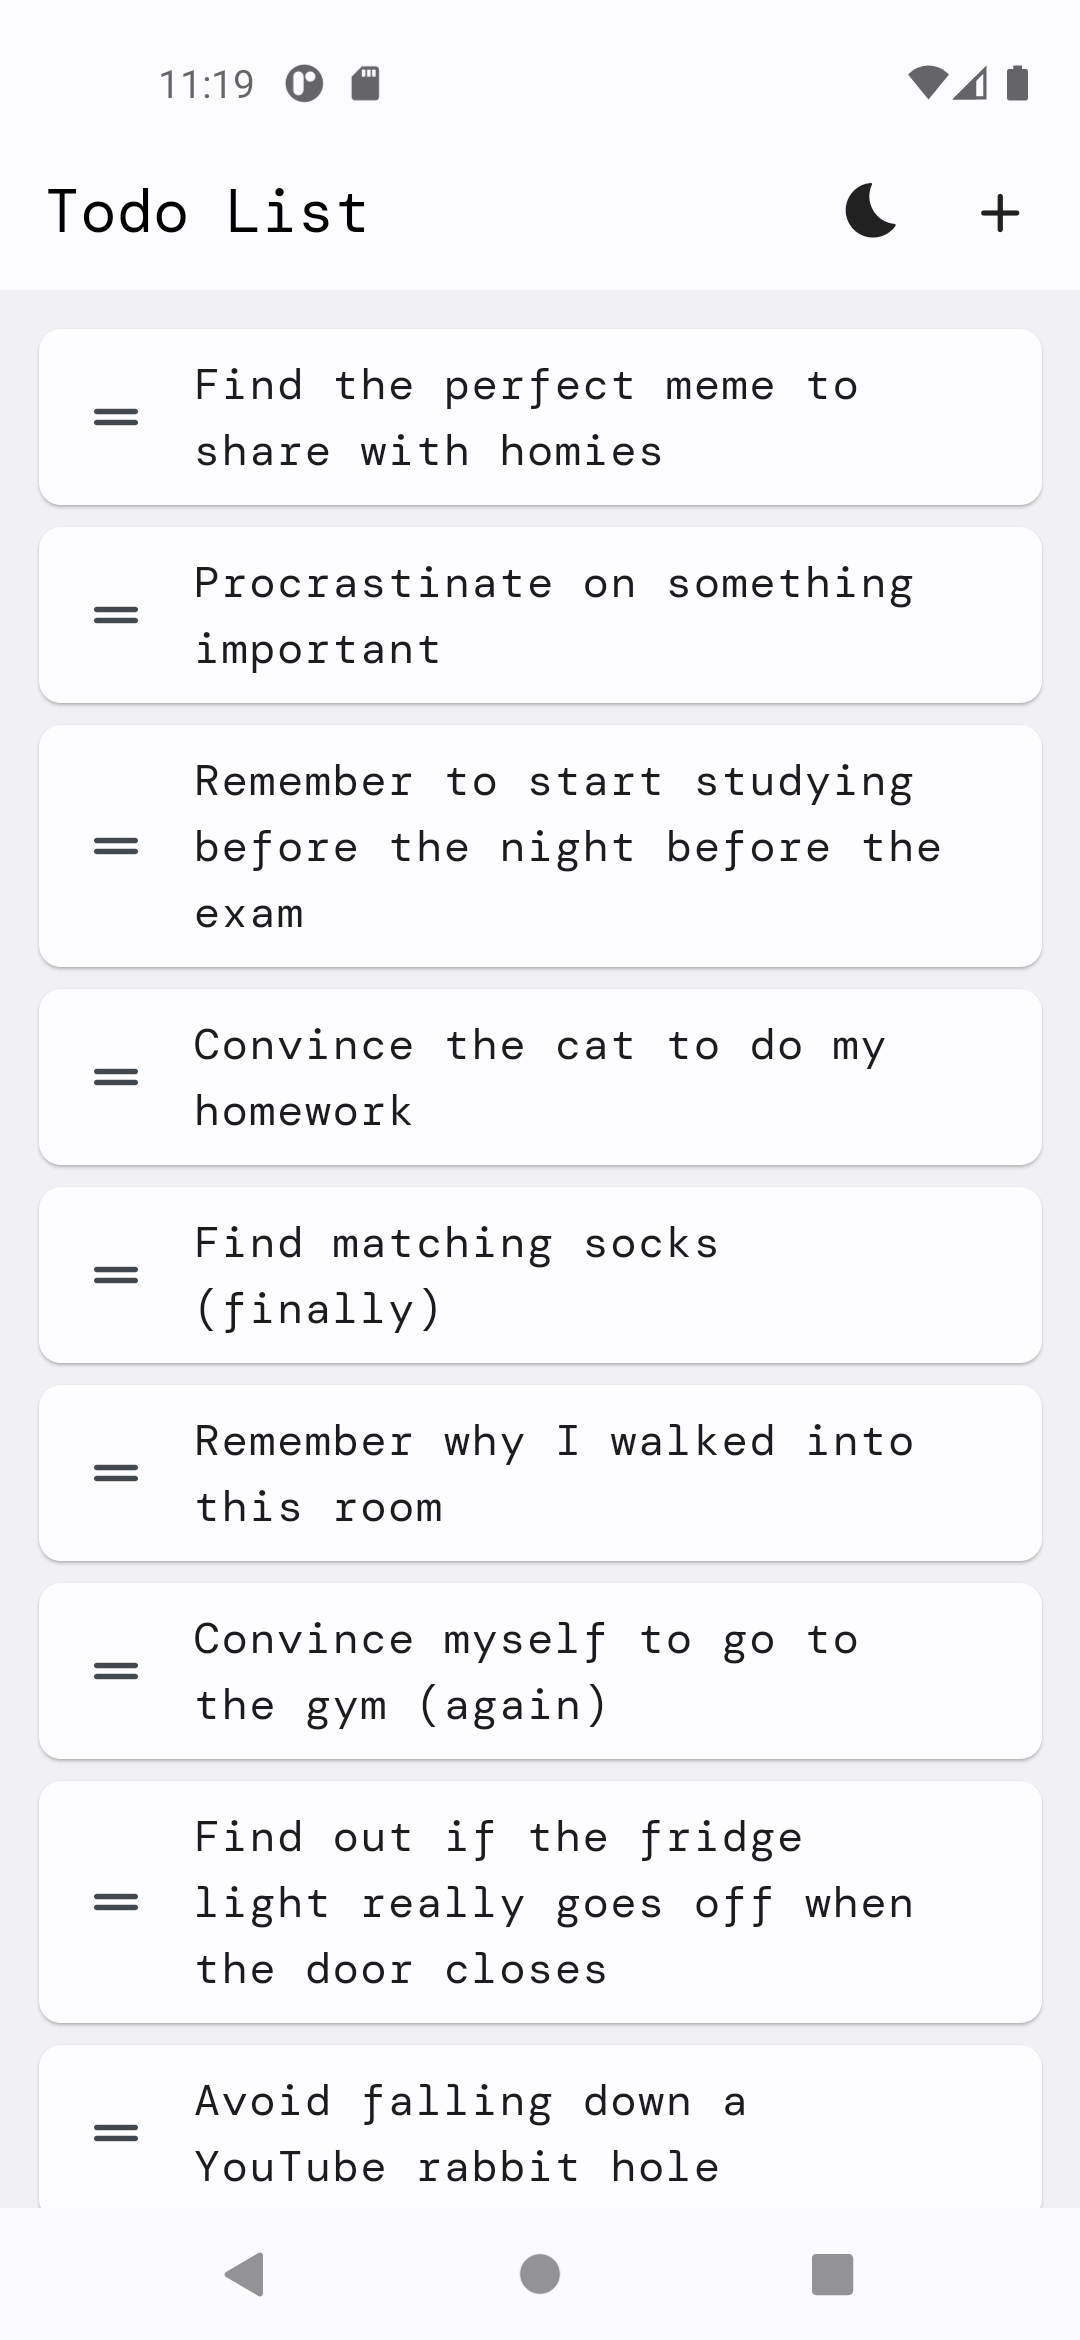 11:19
Todo List
Find the perfect meme to
share with homies
Procrastinate on something
important
Remember to start studying
before the night before the
exam
Convince the cat to do my
homework
Find matching socks
(finally)
Remember why I walked into
this room
Convince myself to go to
the gym (again)
Find out if the fridge
light really goes off when
the door closes
Avoid falling down a
YouTube rabbit hole